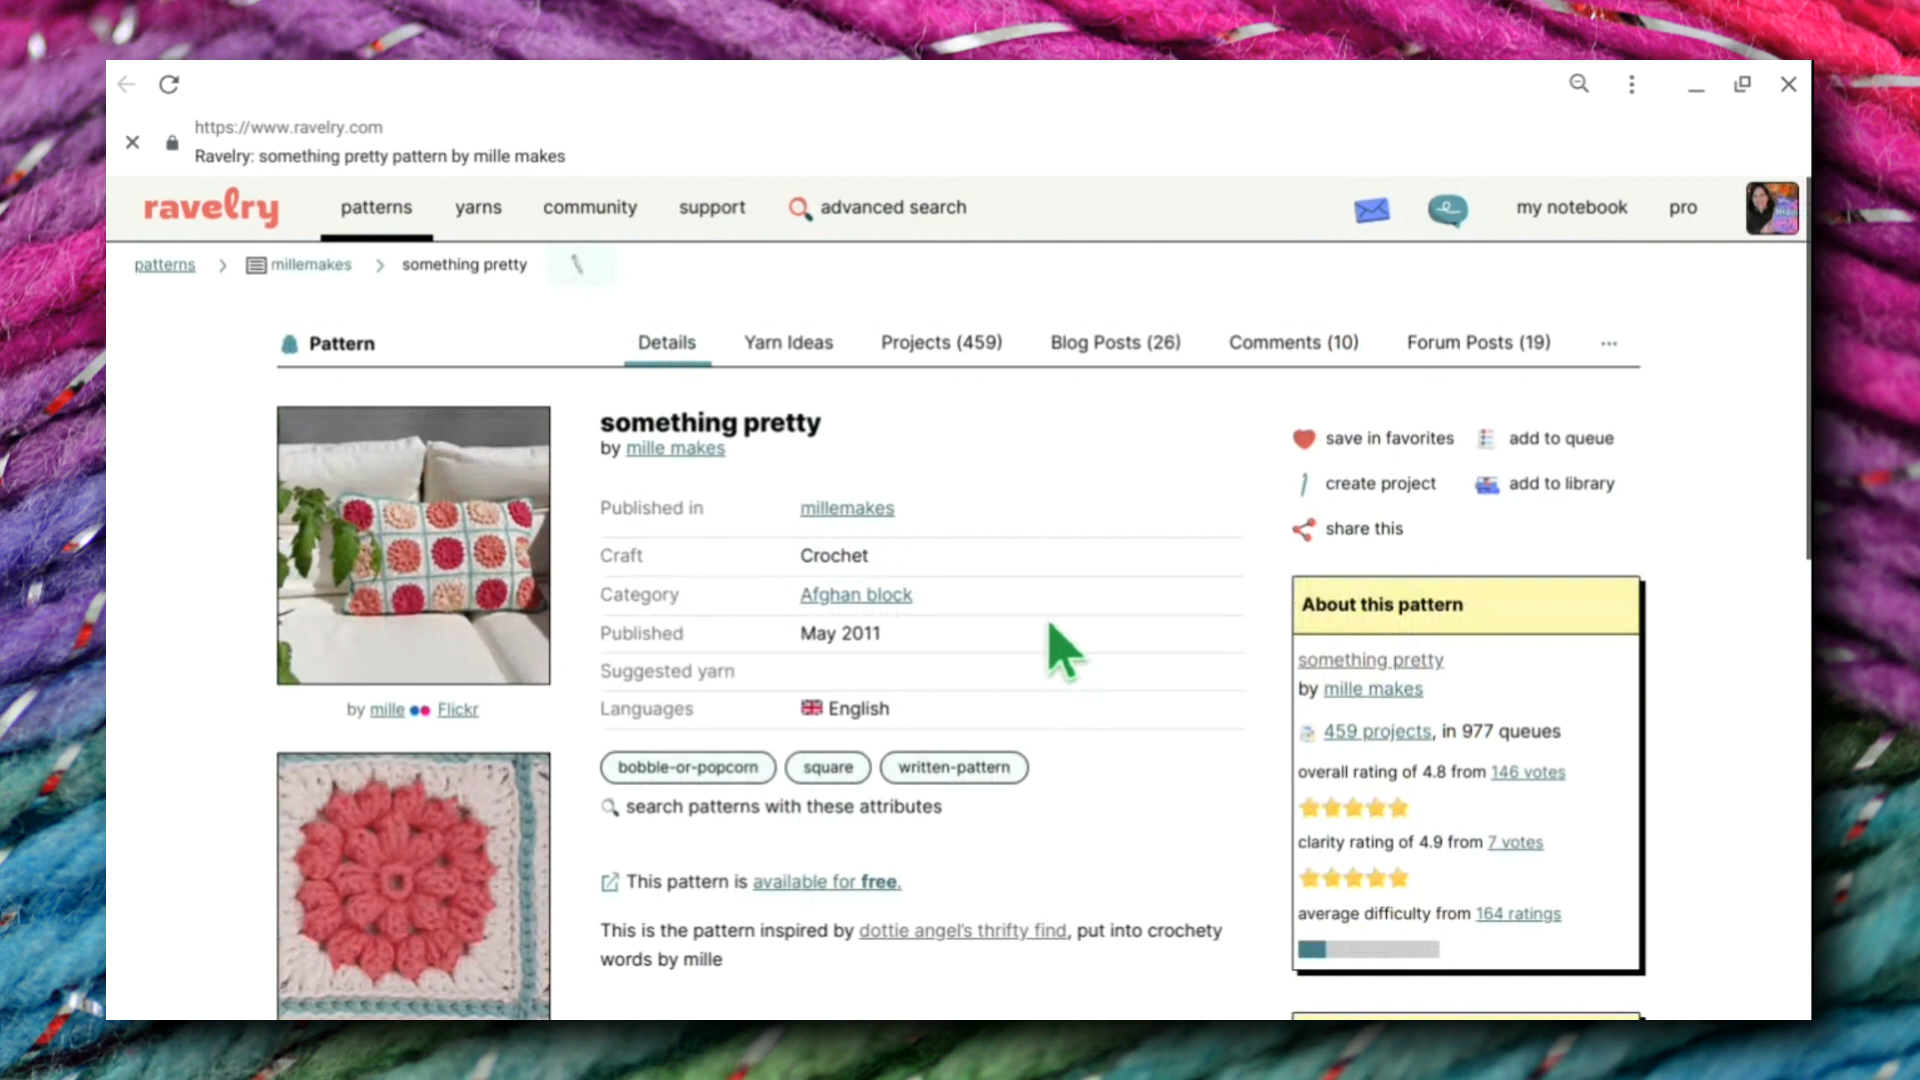 https://www.ravelry.com
Ravelry: something pretty pattern by mille makes
ravelry
patterns
yarns
community
support
advanced search
my notebook
pro
patterns
millemakes
something pretty
Pattern
Details
Yarn Ideas
Projects (459)
Blog Posts (26)
Comments (10)
Forum Posts (19)
something pretty
by mille makes
Published in millemakes
Craft Crochet
Category Afghan block
Published May 2011
Suggested yarn
Languages English
bobble-or-popcorn square written-pattern
search patterns with these attributes
This pattern is available for free.
This is the pattern inspired by dottie angel's thrifty find, put into crochety
words by mille
by mille Flickr
save in favorites
add to queue
create project
add to library
share this
About this pattern
something pretty
by mille makes
459 projects, in 977 queues
overall rating of 4.8 from 146 votes
clarity rating of 4.9 from 7 votes
average difficulty from 164 ratings